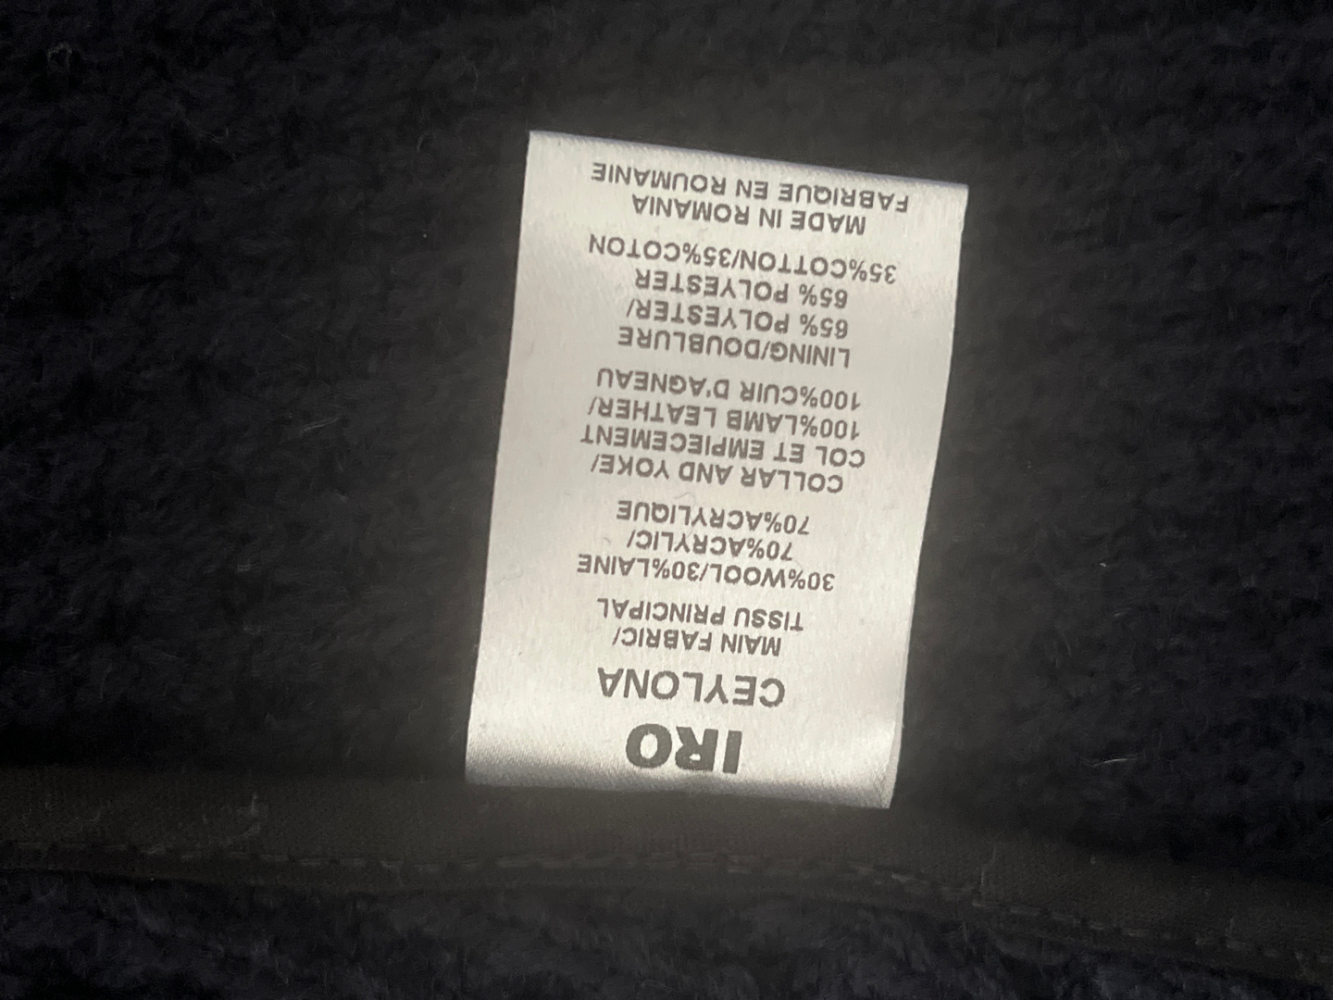 IRO
CEYLONA
MAIN FABRIC/
TISSU PRINCIPAL
30%WOOL/30%LAINE
70%ACRYLIC/
70%ACRYLIQUE
COLLAR AND YOKE/
COL ET EMPIECEMENT
100%LAMB LEATHER/
100%CUIR D'AGNEAU
LINING/DOUBLURE
65% POLYESTER/
65% POLYESTER
35%COTTON/35%COTON
MADE IN ROMANIA
FABRIQUE EN ROUMANIE